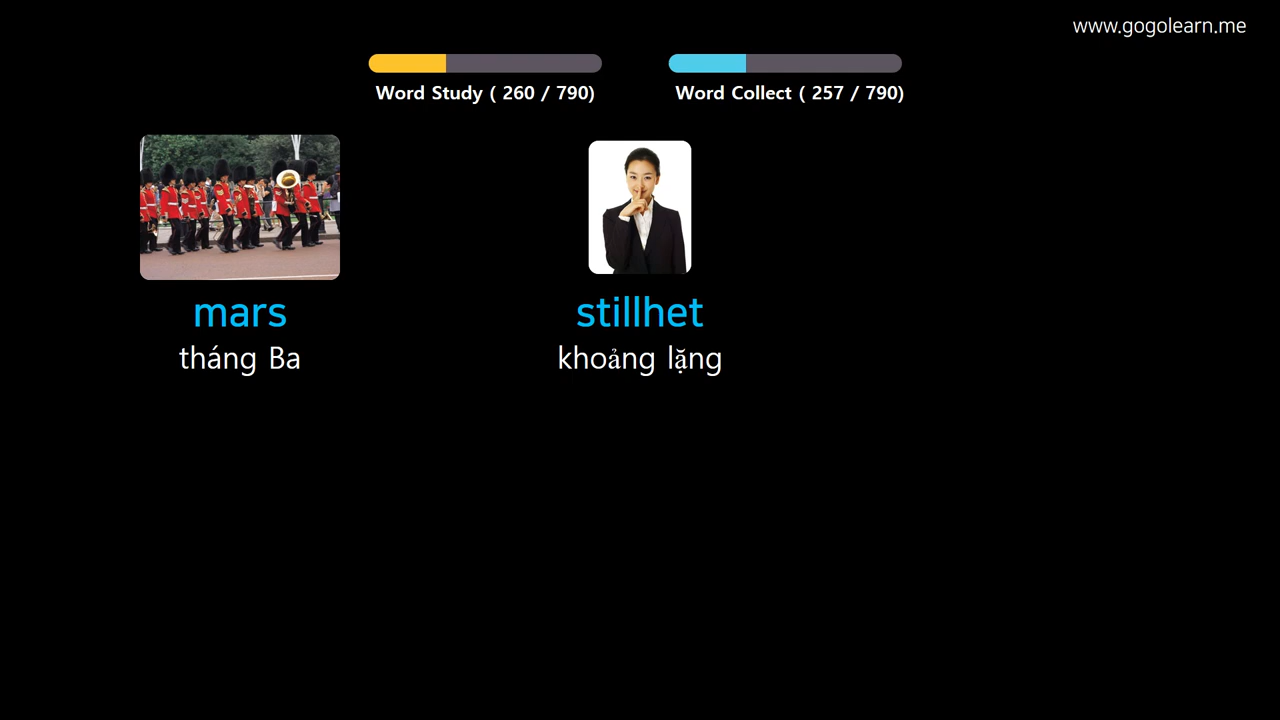 www.gogolearn.me
Word Study ( 260 / 790)
Word Collect ( 257 / 790)
mars
tháng Ba
stillhet
khoảng lặng